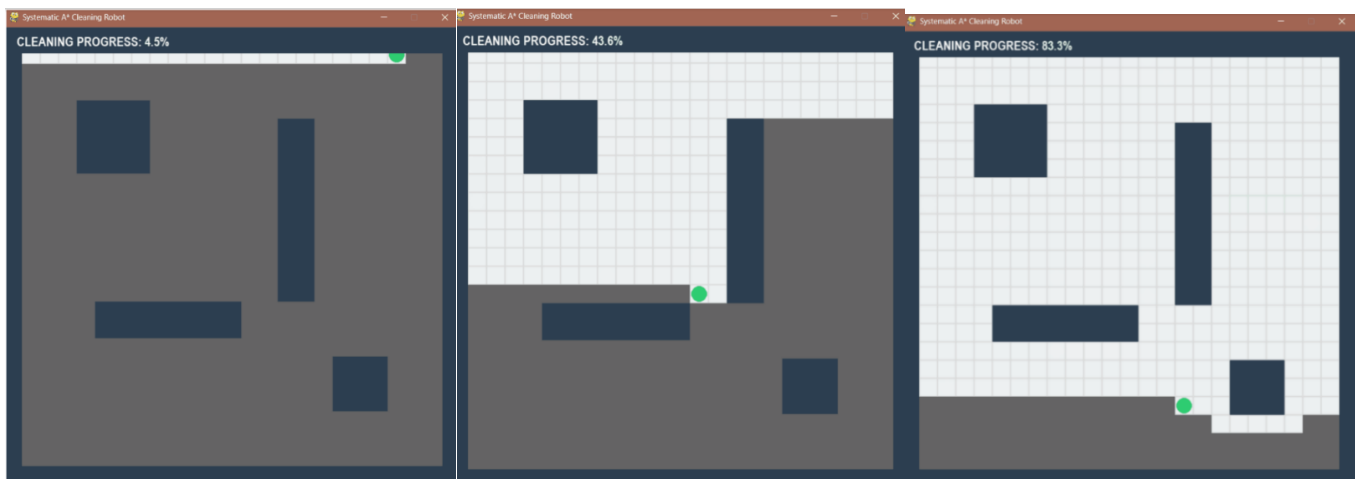 Systematic A* Cleaning Robot
CLEANING PROGRESS: 4.5%
Systematic A* Cleaning Robot
CLEANING PROGRESS: 43.6%
Systematic A* Cleaning Robot
CLEANING PROGRESS: 83.3%